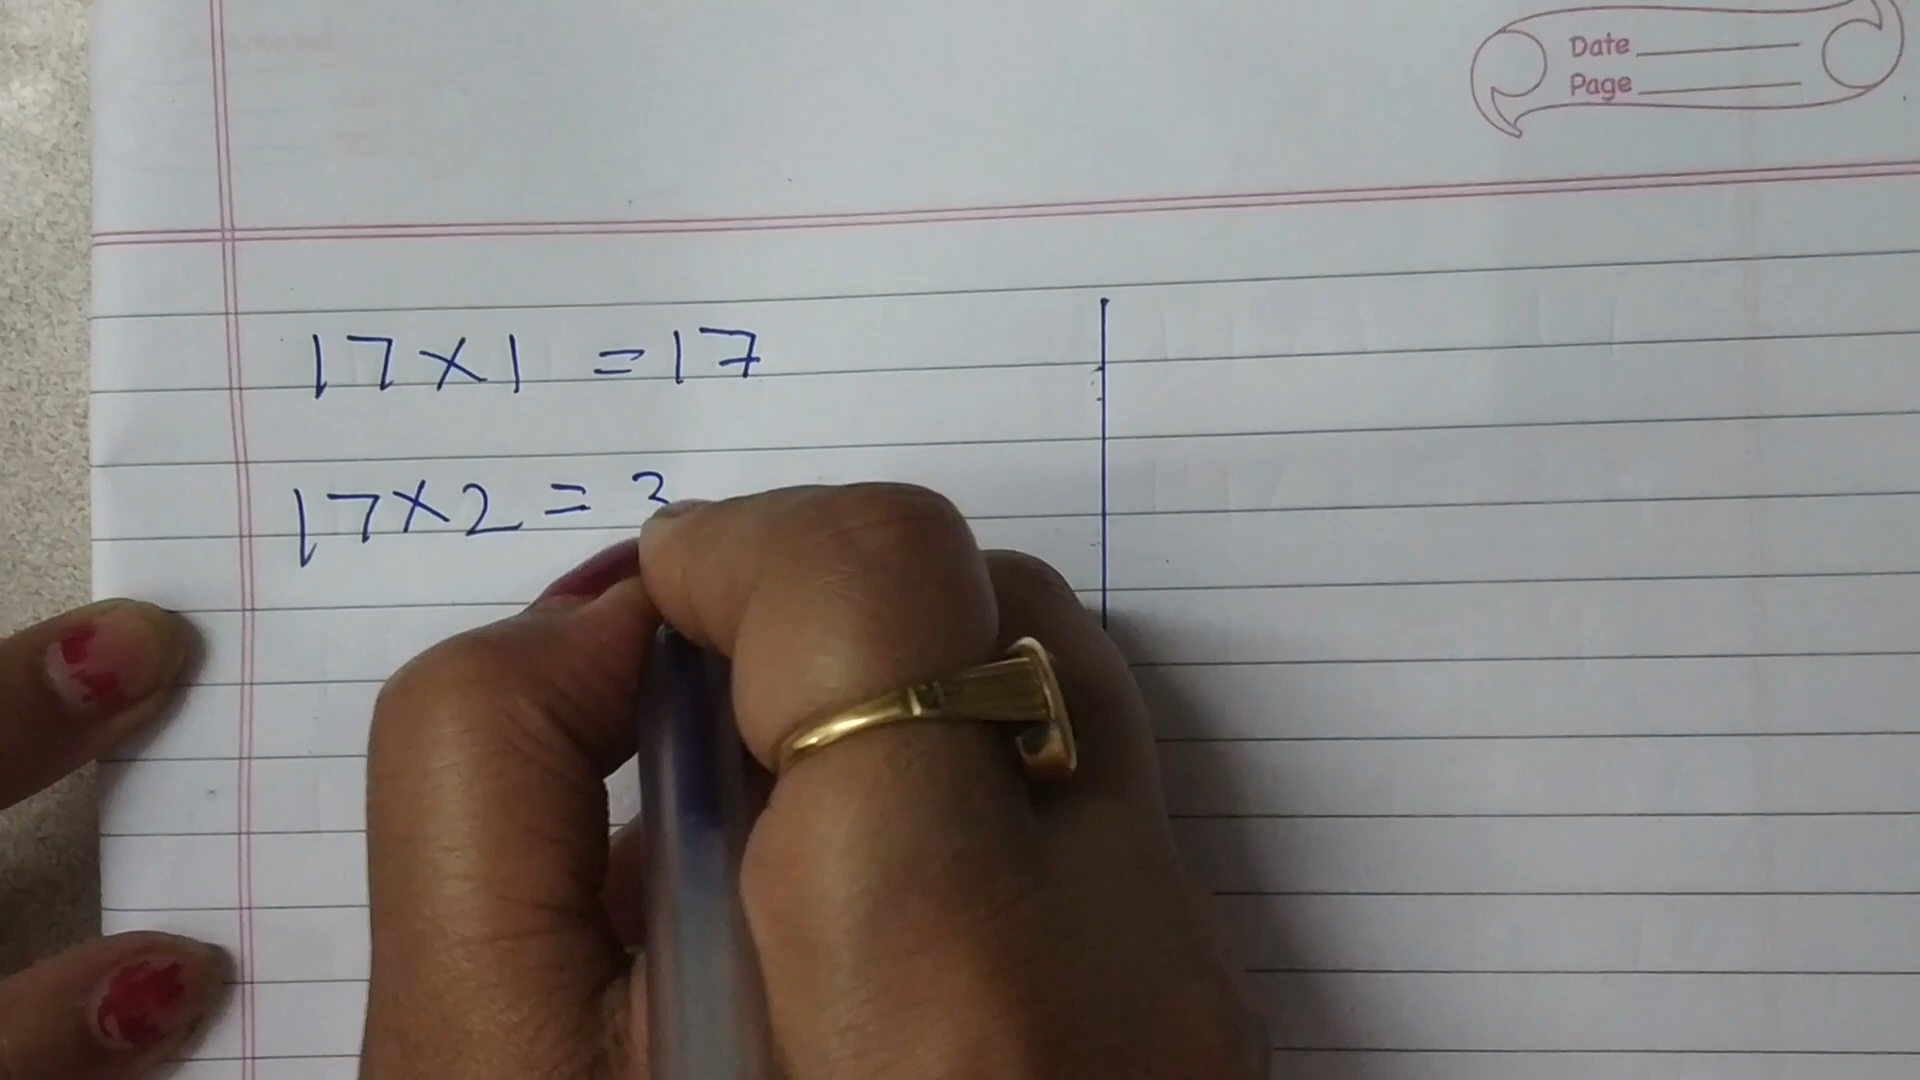 Date
Page
17×1 = 17
17×2 = 3